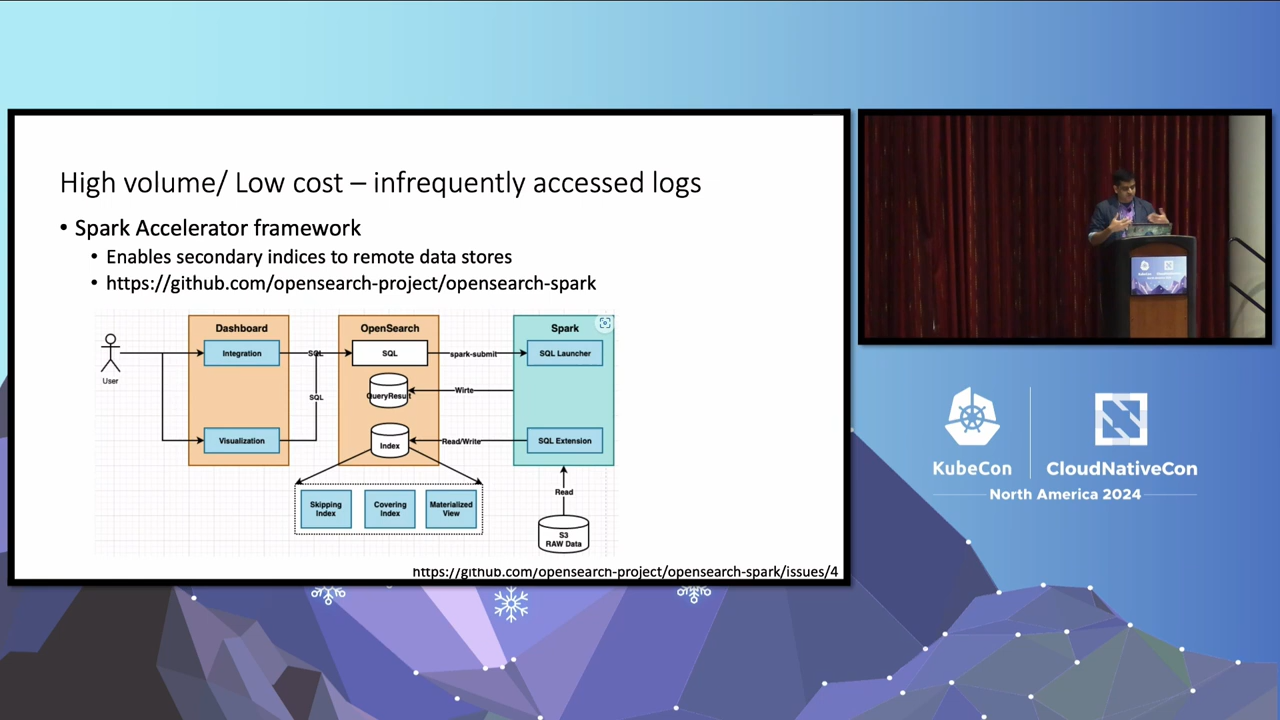 High volume/ Low cost – infrequently accessed logs
• Spark Accelerator framework
• Enables secondary indices to remote data stores
• https://github.com/opensearch-project/opensearch-spark
Dashboard
OpenSearch
Spark
User
Integration
SQL
SQL
spark-submit
SQL Launcher
QueryResult
Wirte
SQL
Visualization
Index
Read/Write
SQL Extension
Skipping
Index
Covering
Index
Materialized
View
Read
S3
RAW Data
https://github.com/opensearch-project/opensearch-spark/issues/4
KubeCon
CloudNativeCon
North America 2024